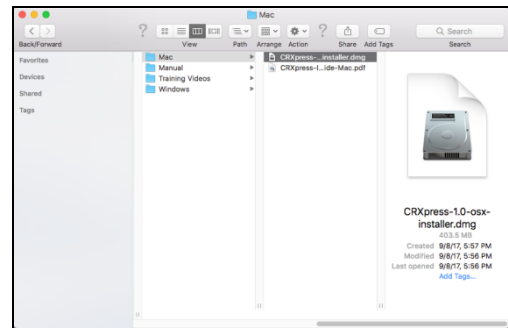 Mac
Back/Forward
View
Path
Arrange
Action
Share
Add Tags
Search
Search
Favorites
Devices
Shared
Tags
Mac
Manual
Training Videos
Windows
CRXpress-...installer.dmg
CRXpress-I...ide-Mac.pdf
CRXpress-1.0-osx-
installer.dmg
403.5 MB
Created 9/8/17, 5:57 PM
Modified 9/8/17, 5:56 PM
Last opened 9/8/17, 5:56 PM
Add Tags...